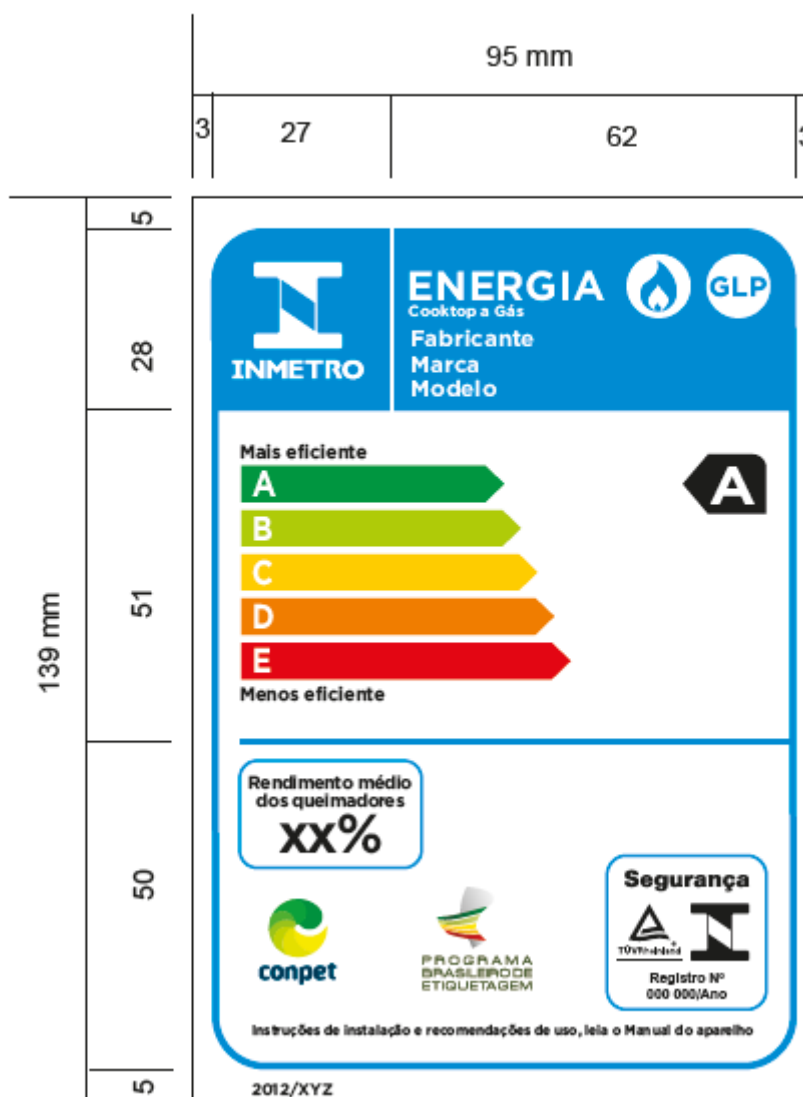 95 mm
3
27
62
5
28
51
139 mm
50
5
INMETRO
ENERGIA
GLP
Cooktop a Gás
Fabricante
Marca
Modelo
Mais eficiente
A
A
B
C
D
E
Menos eficiente
Rendimento médio
dos queimadores
XX%
conpet
PROGRAMA
BRASILEIRO DE
ETIQUETAGEM
Segurança
TÜVRheinland
Registro Nº
000 000/Ano
Instruções de instalação e recomendações de uso, leia o Manual do aparelho
2012/XYZ